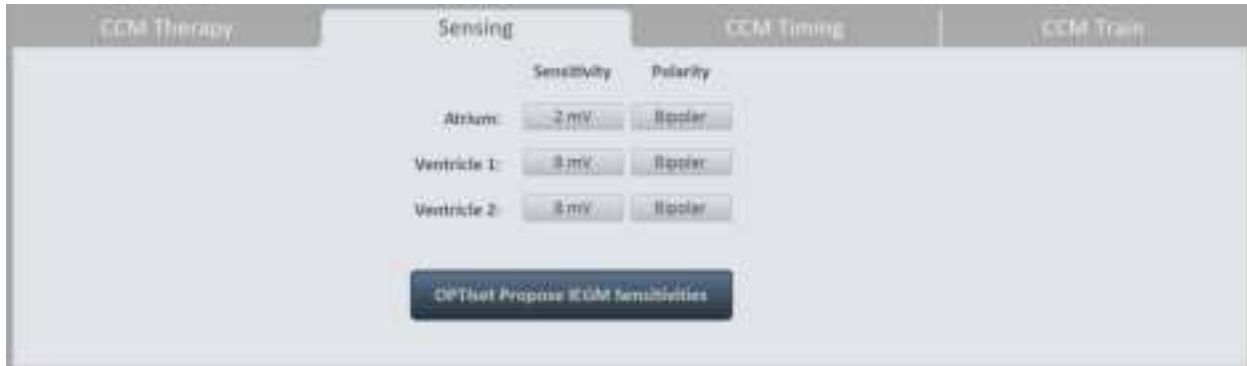 CCM Therapy Sensing CCM Timing CCM Train
Sensitivity Polarity
Atrium: 2 mV Bipolar
Ventricle 1: 8 mV Bipolar
Ventricle 2: 8 mV Bipolar
OPTIset Propose IEGM Sensitivities